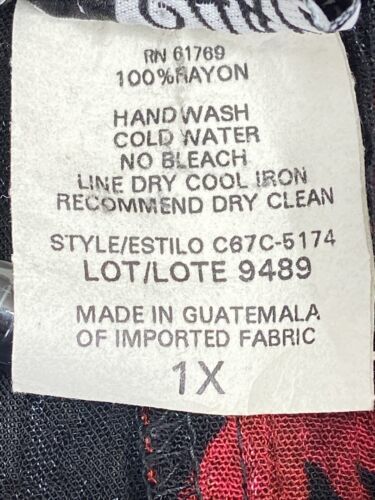 RN 61769
100% RAYON
HAND WASH
COLD WATER
NO BLEACH
LINE DRY COOL IRON
RECOMMEND DRY CLEAN
STYLE/ESTILO C67C-5174
LOT/LOTE 9489
MADE IN GUATEMALA
OF IMPORTED FABRIC
1X